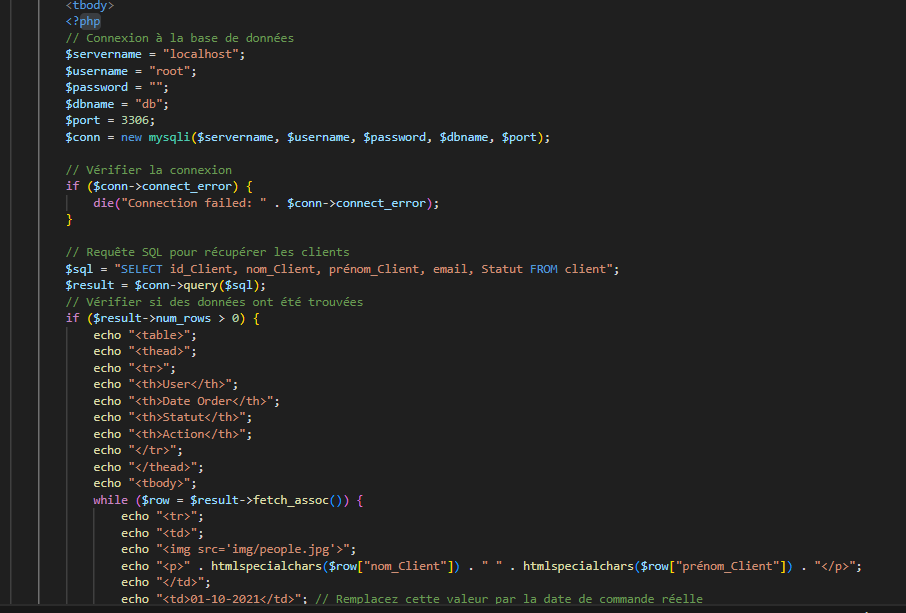 <tbody>
<?php
// Connexion à la base de données
$servername = "localhost";
$username = "root";
$password = "";
$dbname = "db";
$port = 3306;
$conn = new mysqli($servername, $username, $password, $dbname, $port);
// Vérifier la connexion
if ($conn->connect_error) {
die("Connection failed: " . $conn->connect_error);
}
// Requête SQL pour récupérer les clients
$sql = "SELECT id_Client, nom_Client, prénom_Client, email, Statut FROM client";
$result = $conn->query($sql);
// Vérifier si des données ont été trouvées
if ($result->num_rows > 0) {
echo "<table>";
echo "<thead>";
echo "<tr>";
echo "<th>User</th>";
echo "<th>Date Order</th>";
echo "<th>Statut</th>";
echo "<th>Action</th>";
echo "</tr>";
echo "</thead>";
echo "<tbody>";
while ($row = $result->fetch_assoc()) {
echo "<tr>";
echo "<td>";
echo "<img src='img/people.jpg'>";
echo "<p>" . htmlspecialchars($row["nom_Client"]) . " " . htmlspecialchars($row["prénom_Client"]) . "</p>";
echo "</td>";
echo "<td>01-10-2021</td>"; // Remplacez cette valeur par la date de commande réelle